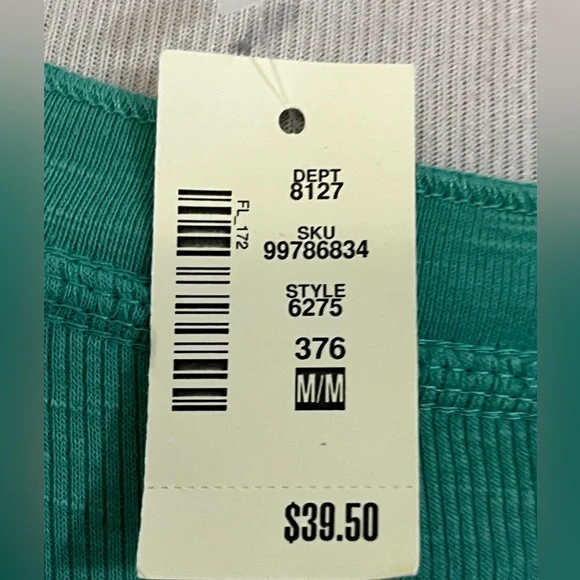 DEPT
8127
FL_172
SKU
99786834
STYLE
6275
376
M/M
$39.50